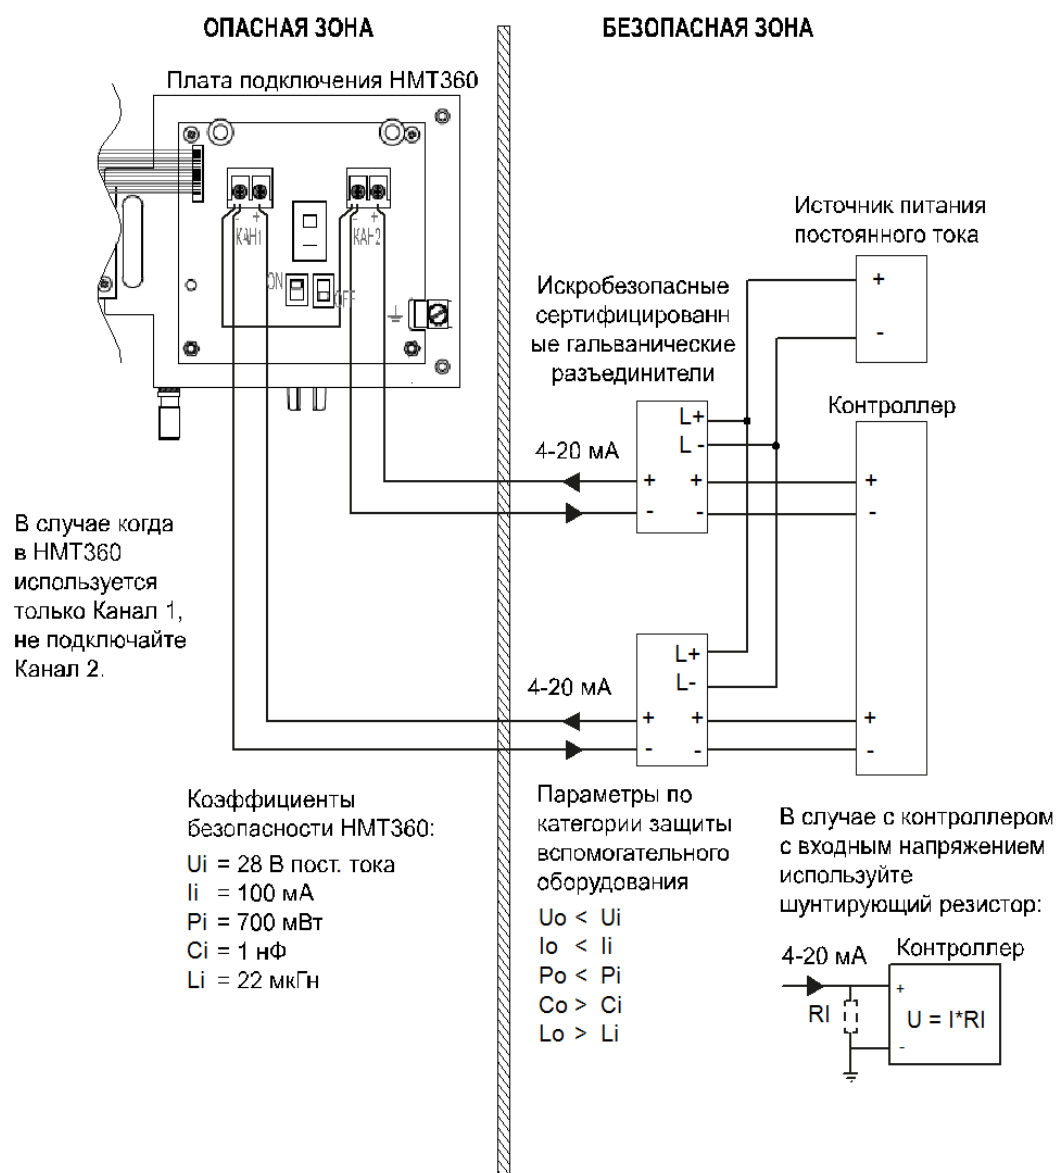 ОПАСНАЯ ЗОНА
БЕЗОПАСНАЯ ЗОНА
Плата подключения HMT360
- +
КАН1
- +
КАН2
ON
OFF
Источник питания
постоянного тока
+
-
Искробезопасные
сертифицированн
ые гальванические
разъединители
Контроллер
L+
L -
4-20 мА
+ +
- -
+
-
В случае когда
в HMT360
используется
только Канал 1,
не подключайте
Канал 2.
L+
L-
4-20 мА
+ +
- -
+
-
Коэффициенты
безопасности HMT360:
Ui = 28 В пост. тока
Ii = 100 мА
Pi = 700 мВт
Ci = 1 нФ
Li = 22 мкГн
Параметры по
категории защиты
вспомогательного
оборудования
Uo < Ui
Io < Ii
Po < Pi
Co > Ci
Lo > Li
В случае с контроллером
с входным напряжением
используйте
шунтирующий резистор:
4-20 мА
Контроллер
+
RI
U = I*RI
-